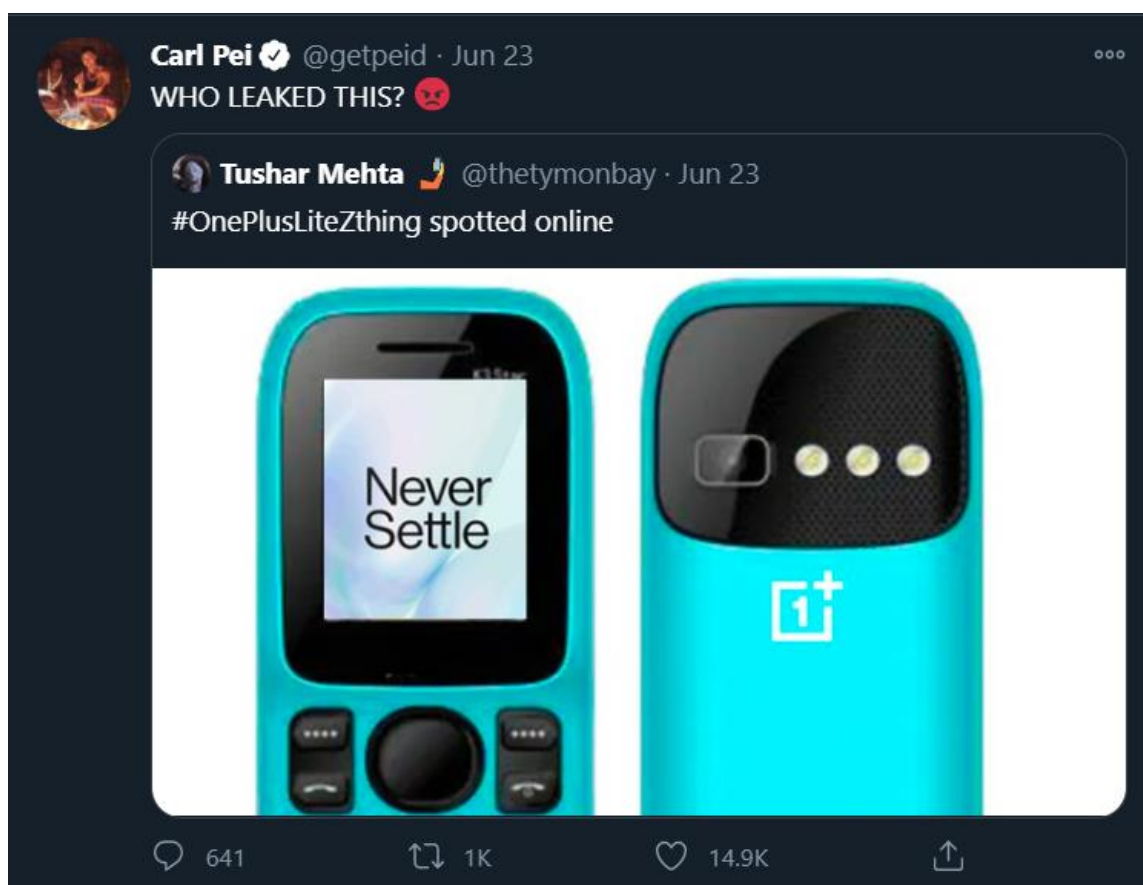 Carl Pei @getpeid · Jun 23
WHO LEAKED THIS? 😡
Tushar Mehta 🤳 @thetymonbay · Jun 23
#OnePlusLiteZthing spotted online
Never
Settle
1+
641 1K 14.9K